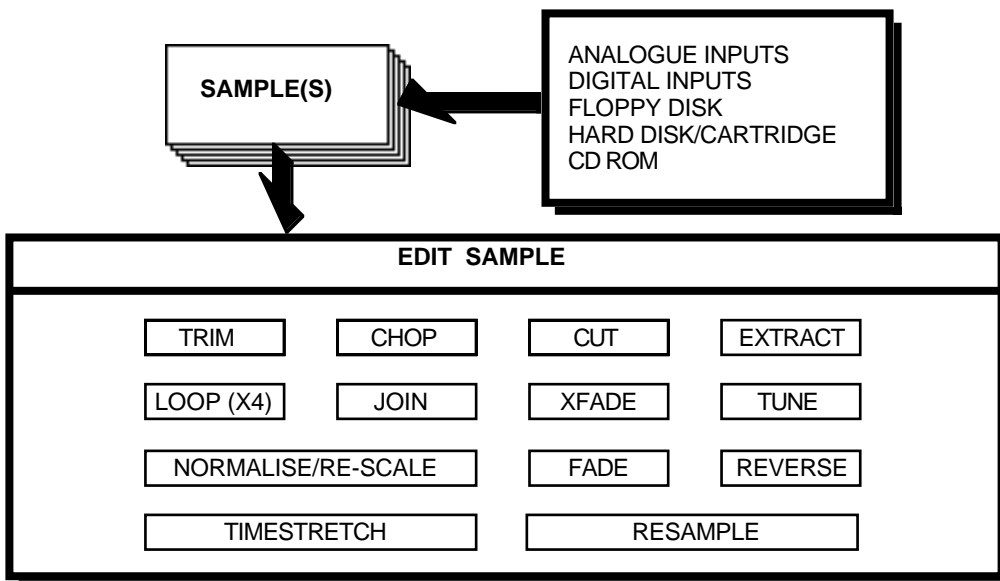 SAMPLE(S)
ANALOGUE INPUTS
DIGITAL INPUTS
FLOPPY DISK
HARD DISK/CARTRIDGE
CD ROM
EDIT SAMPLE
TRIM
CHOP
CUT
EXTRACT
LOOP (X4)
JOIN
XFADE
TUNE
NORMALISE/RE-SCALE
FADE
REVERSE
TIMESTRETCH
RESAMPLE